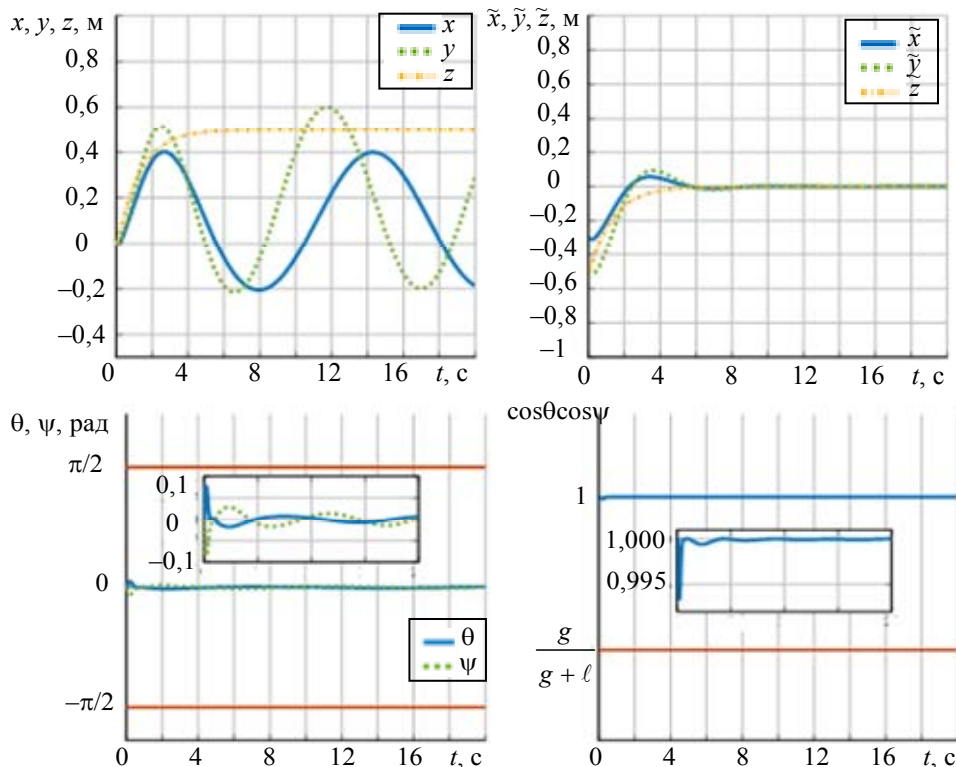 x, y, z, м
0,8
0,6
0,4
0,2
0
–0,2
–0,4
x
y
z
0 4 8 12 16 t, с
x̃, ỹ, z̃, м
0,8
0,6
0,4
0,2
0
–0,2
–0,4
–0,6
–0,8
–1
x̃
ỹ
z̃
0 4 8 12 16 t, с
θ, ψ, рад
π/2
0,1
0
–0,1
0
–π/2
θ
ψ
0 4 8 12 16 t, с
cosθcosψ
1
1,000
0,995
g
g + ℓ
0 4 8 12 16 t, с